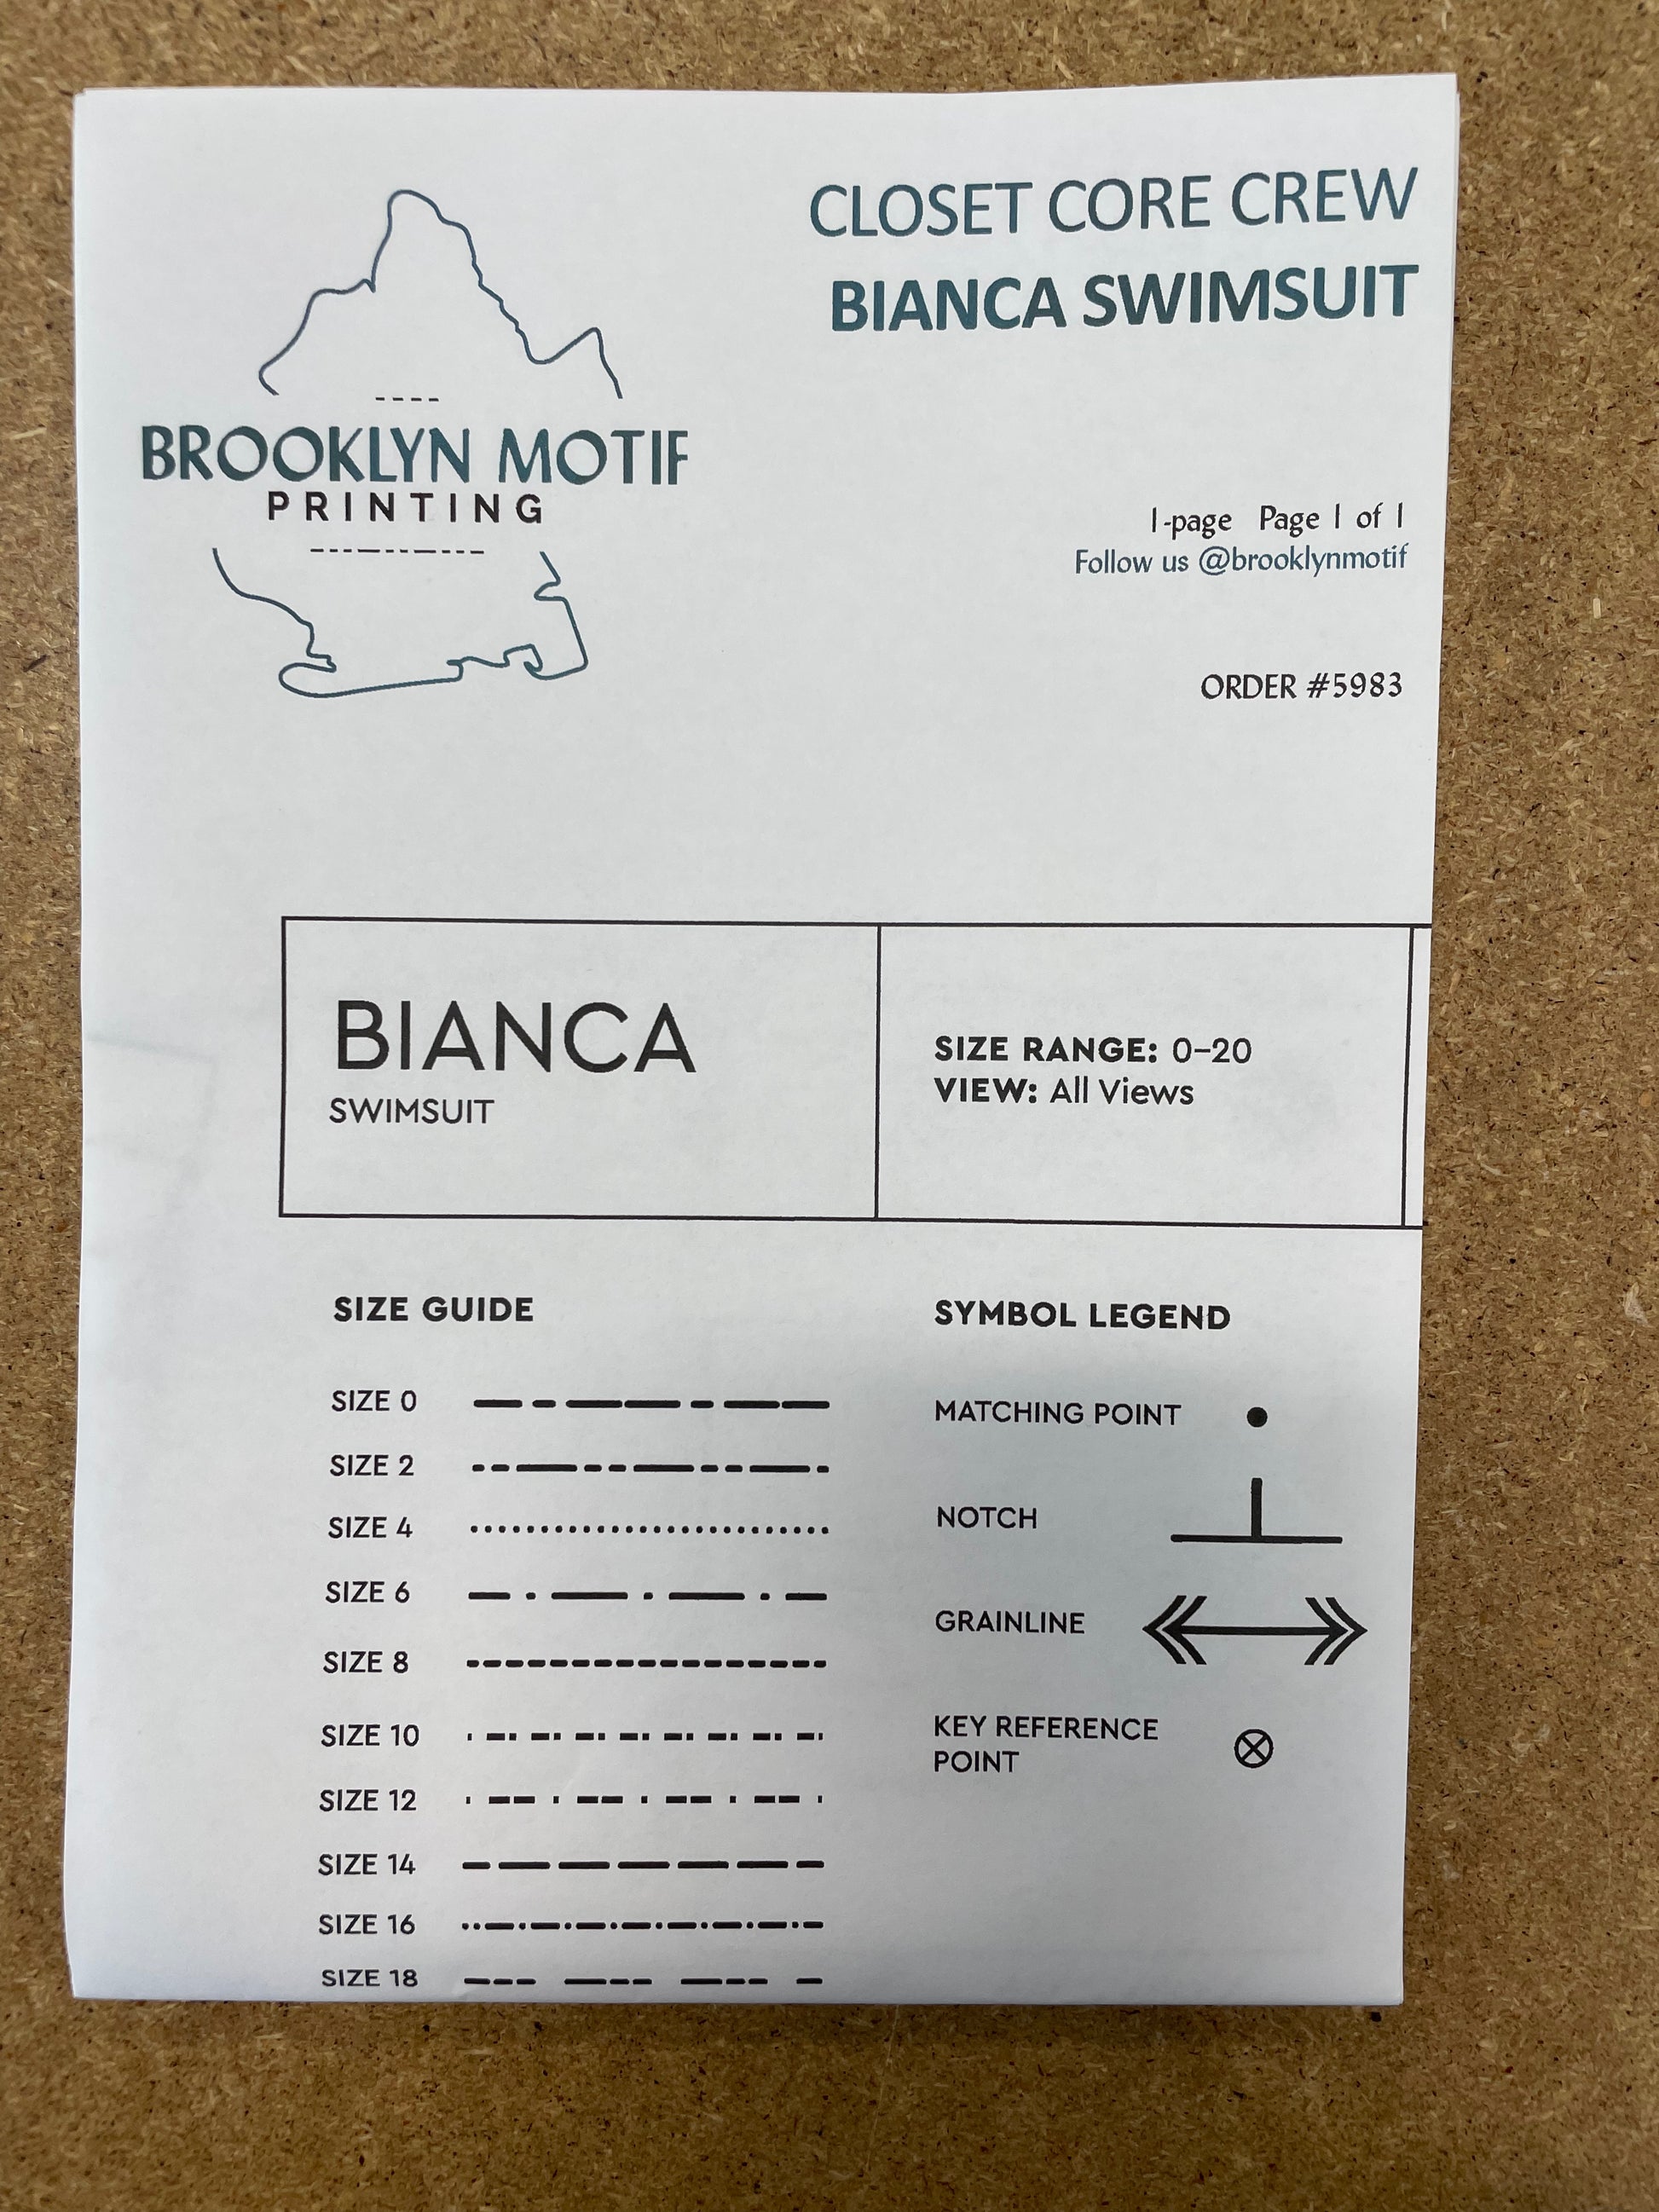 CLOSET CORE CREW
BIANCA SWIMSUIT
BROOKLYN MOTIF
PRINTING
1-page Page 1 of 1
Follow us @brooklynmotif
ORDER #5983
BIANCA
SWIMSUIT
SIZE RANGE: 0–20
VIEW: All Views
SIZE GUIDE
SIZE 0
SIZE 2
SIZE 4
SIZE 6
SIZE 8
SIZE 10
SIZE 12
SIZE 14
SIZE 16
SIZE 18
SYMBOL LEGEND
MATCHING POINT
NOTCH
GRAINLINE
KEY REFERENCE
POINT